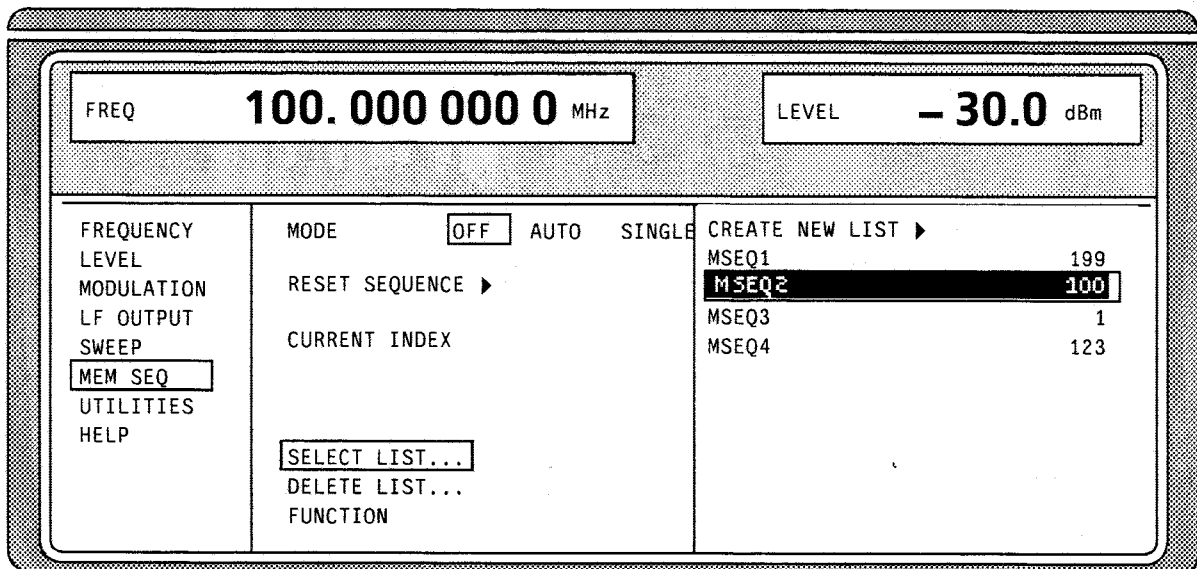 FREQ 100. 000 000 0 MHz LEVEL – 30.0 dBm
FREQUENCY
LEVEL
MODULATION
LF OUTPUT
SWEEP
MEM SEQ
UTILITIES
HELP
MODE OFF AUTO SINGLE
RESET SEQUENCE ▶
CURRENT INDEX
SELECT LIST...
DELETE LIST...
FUNCTION
CREATE NEW LIST ▶
MSEQ1 199
MSEQ2 100
MSEQ3 1
MSEQ4 123